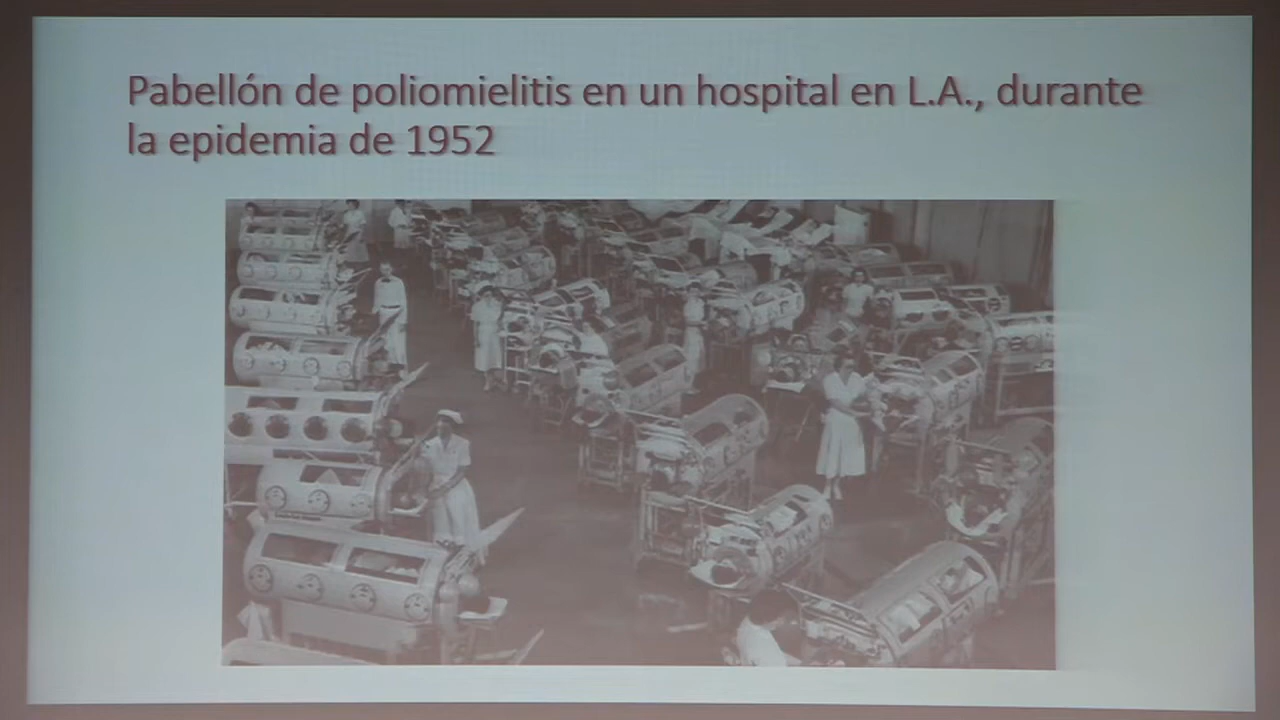 Pabellón de poliomielitis en un hospital en L.A., durante
la epidemia de 1952